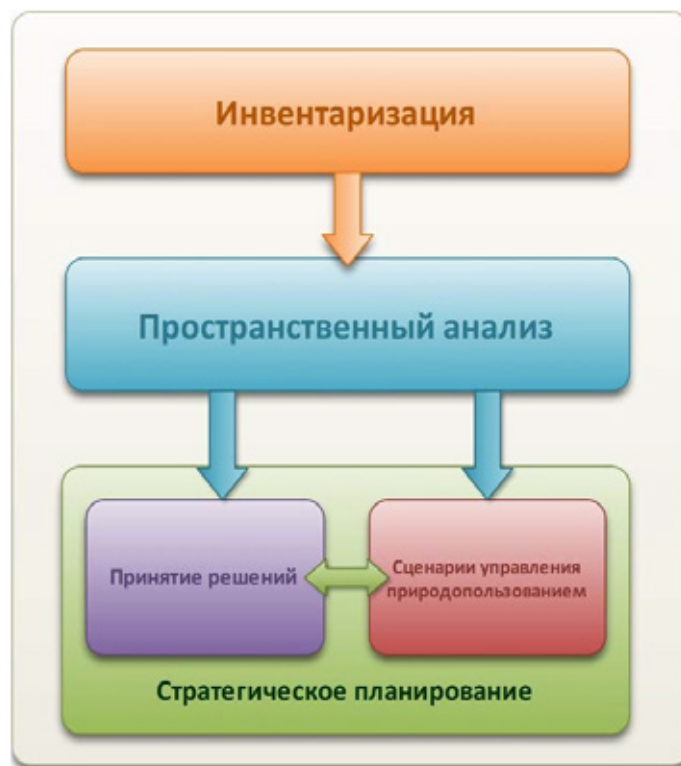 Инвентаризация
Пространственный анализ
Принятие решений
Сценарии управления
природопользованием
Стратегическое планирование